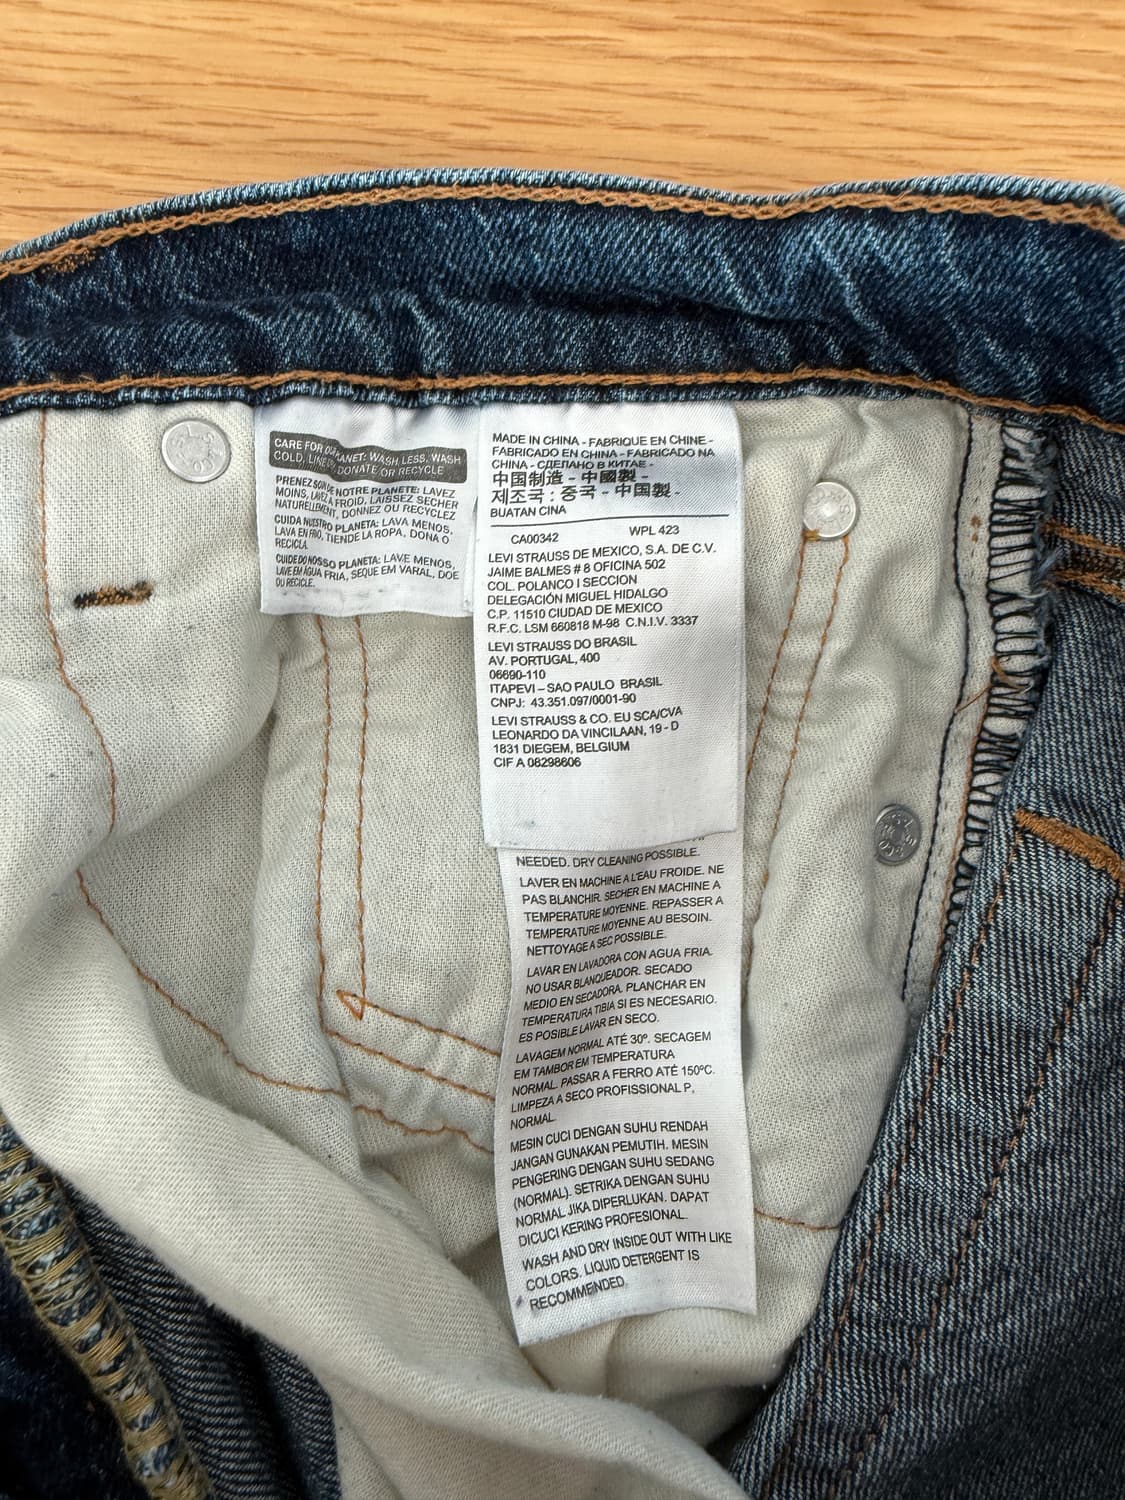 CARE FOR OUR PLANET: WASH LESS, WASH
COLD, LINE DONATE OR RECYCLE
PRENEZ SOIN DE NOTRE PLANETE: LAVEZ
MOINS, LAVEZ À FROID, LAISSEZ SECHER
NATURELLEMENT, DONNEZ OU RECYCLEZ
CUIDA NUESTRO PLANETA: LAVA MENOS,
LAVA EN FRIO, TIENDE LA ROPA, DONA O
RECICLA.
CUIDE DO NOSSO PLANETA: LAVE MENOS,
LAVE EM ÁGUA FRIA, SEQUE EM VARAL, DOE
OU RECICLE.
MADE IN CHINA - FABRIQUE EN CHINE -
FABRICADO EN CHINA - FABRICADO NA
CHINA - СДЕЛАНО В КИТАЕ -
中国制造 - 中國製 -
제조국 : 중국 - 中国製 -
BUATAN CINA
CA00342 WPL 423
LEVI STRAUSS DE MEXICO, S.A. DE C.V.
JAIME BALMES # 8 OFICINA 502
COL. POLANCO I SECCION
DELEGACIÓN MIGUEL HIDALGO
C.P. 11510 CIUDAD DE MEXICO
R.F.C. LSM 660818 M-98 C.N.I.V. 3337
LEVI STRAUSS DO BRASIL
AV. PORTUGAL, 400
06690-110
ITAPEVI – SAO PAULO BRASIL
CNPJ: 43.351.097/0001-90
LEVI STRAUSS & CO. EU SCA/CVA
LEONARDO DA VINCILAAN, 19 - D
1831 DIEGEM, BELGIUM
CIF A 08298606
NEEDED. DRY CLEANING POSSIBLE.
LAVER EN MACHINE A L'EAU FROIDE. NE
PAS BLANCHIR. SECHER EN MACHINE A
TEMPERATURE MOYENNE. REPASSER A
TEMPERATURE MOYENNE AU BESOIN.
NETTOYAGE A SEC POSSIBLE.
LAVAR EN LAVADORA CON AGUA FRIA.
NO USAR BLANQUEADOR. SECADO
MEDIO EN SECADORA. PLANCHAR EN
TEMPERATURA TIBIA SI ES NECESARIO.
ES POSIBLE LAVAR EN SECO.
LAVAGEM NORMAL ATÉ 30º. SECAGEM
EM TAMBOR EM TEMPERATURA
NORMAL. PASSAR A FERRO ATÉ 150ºC.
LIMPEZA A SECO PROFISSIONAL P,
NORMAL.
MESIN CUCI DENGAN SUHU RENDAH
JANGAN GUNAKAN PEMUTIH. MESIN
PENGERING DENGAN SUHU SEDANG
(NORMAL). SETRIKA DENGAN SUHU
NORMAL JIKA DIPERLUKAN. DAPAT
DICUCI KERING PROFESIONAL.
WASH AND DRY INSIDE OUT WITH LIKE
COLORS. LIQUID DETERGENT IS
RECOMMENDED.